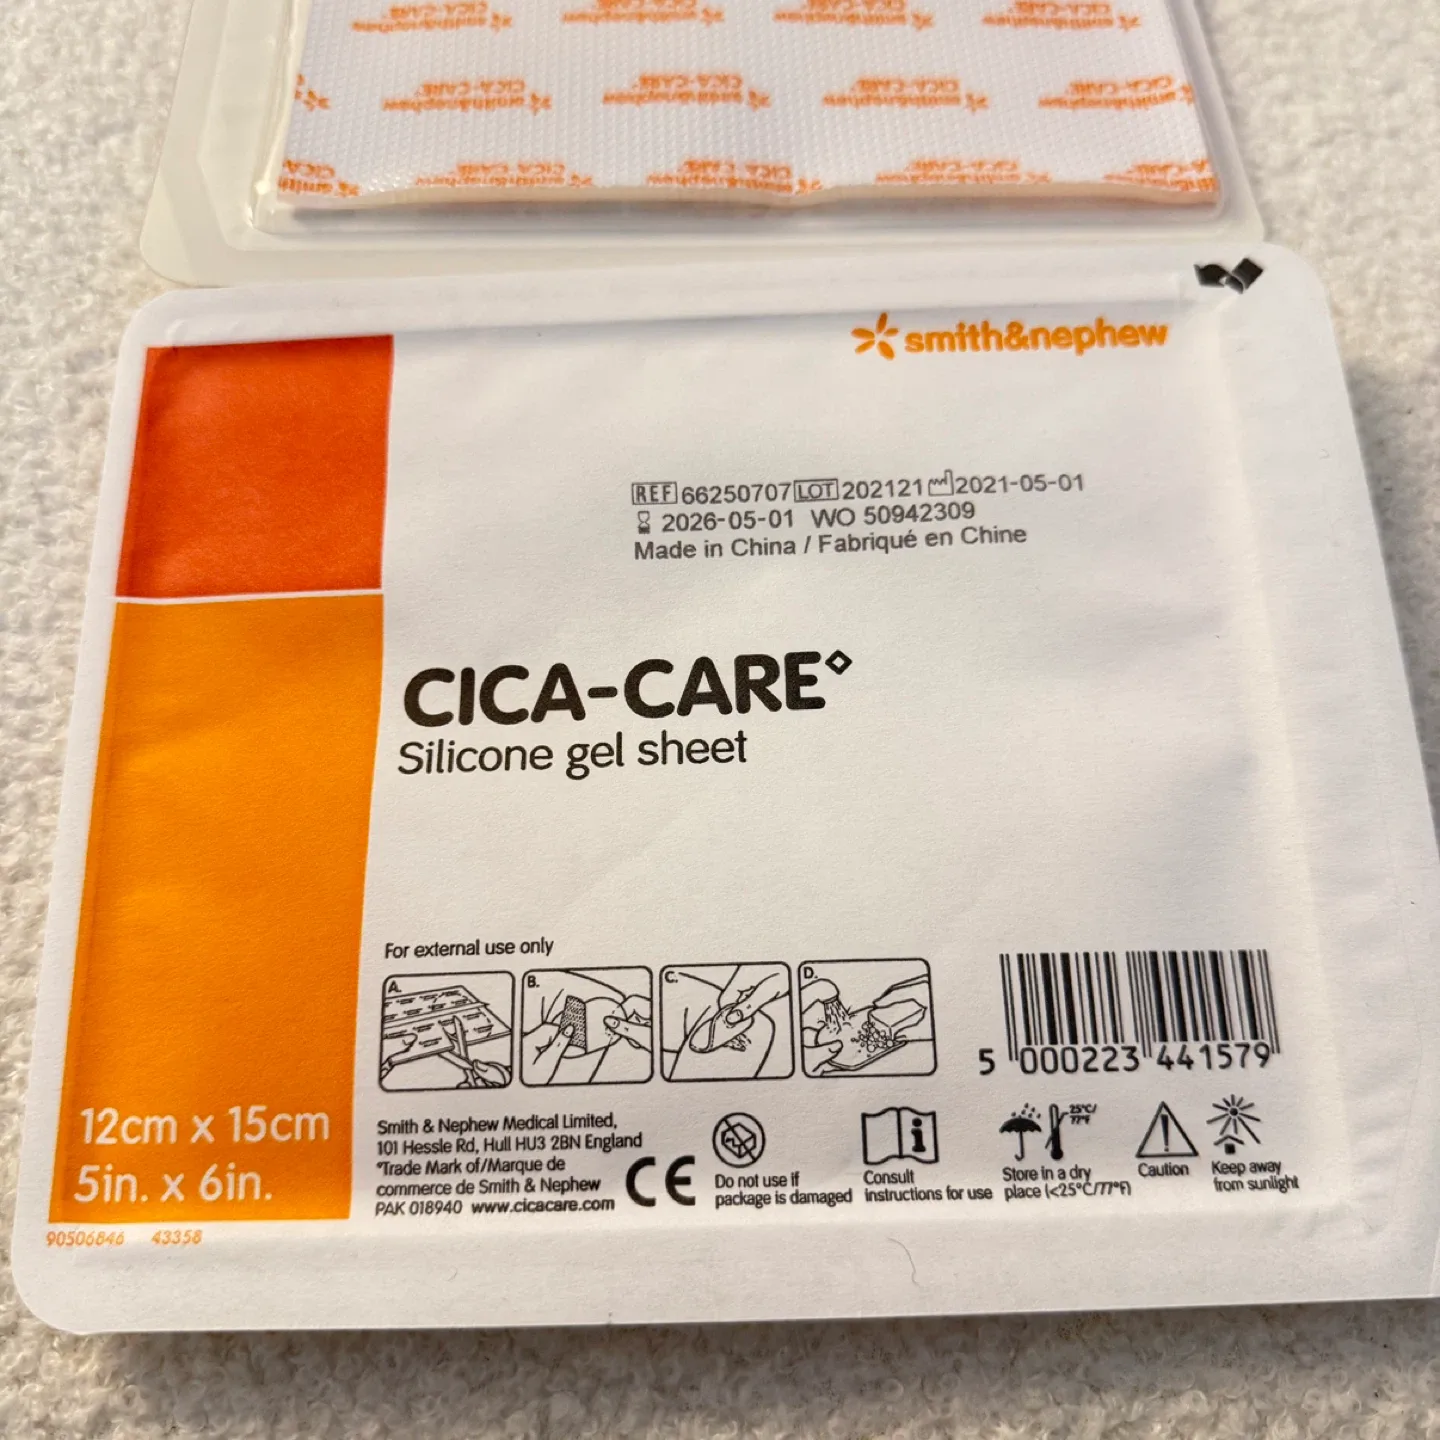 smith&nephew
REF 66250707 LOT 202121 2021-05-01
2026-05-01 WO 50942309
Made in China / Fabriqué en Chine
CICA-CARE◊
Silicone gel sheet
For external use only
A. B. C. D.
5 000223 441579
12cm x 15cm
5in. x 6in.
Smith & Nephew Medical Limited,
101 Hessle Rd, Hull HU3 2BN England
Trade Mark of/Marque de
commerce de Smith & Nephew
PAK 018940 www.cicacare.com
CE
Do not use if
package is damaged
i
Consult
instructions for use
25°C/
77°F
Store in a dry
place (<25°C/77°F)
Caution
Keep away
from sunlight
90506846 43358